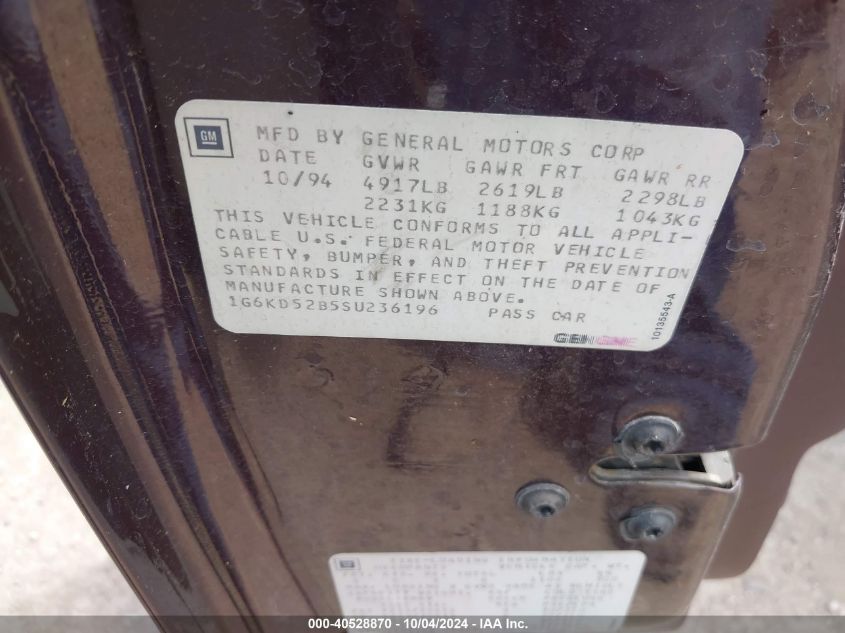 GM
MFD BY GENERAL MOTORS CORP
DATE GVWR GAWR FRT GAWR RR
10/94 4917LB 2619LB 2298LB
2231KG 1188KG 1043KG
THIS VEHICLE CONFORMS TO ALL APPLI-
CABLE U.S. FEDERAL MOTOR VEHICLE
SAFETY, BUMPER, AND THEFT PREVENTION
STANDARDS IN EFFECT ON THE DATE OF
MANUFACTURE SHOWN ABOVE.
1G6KD52B5SU236196 PASS CAR
10135543-A
000-40528870 - 10/04/2024 - IAA Inc.